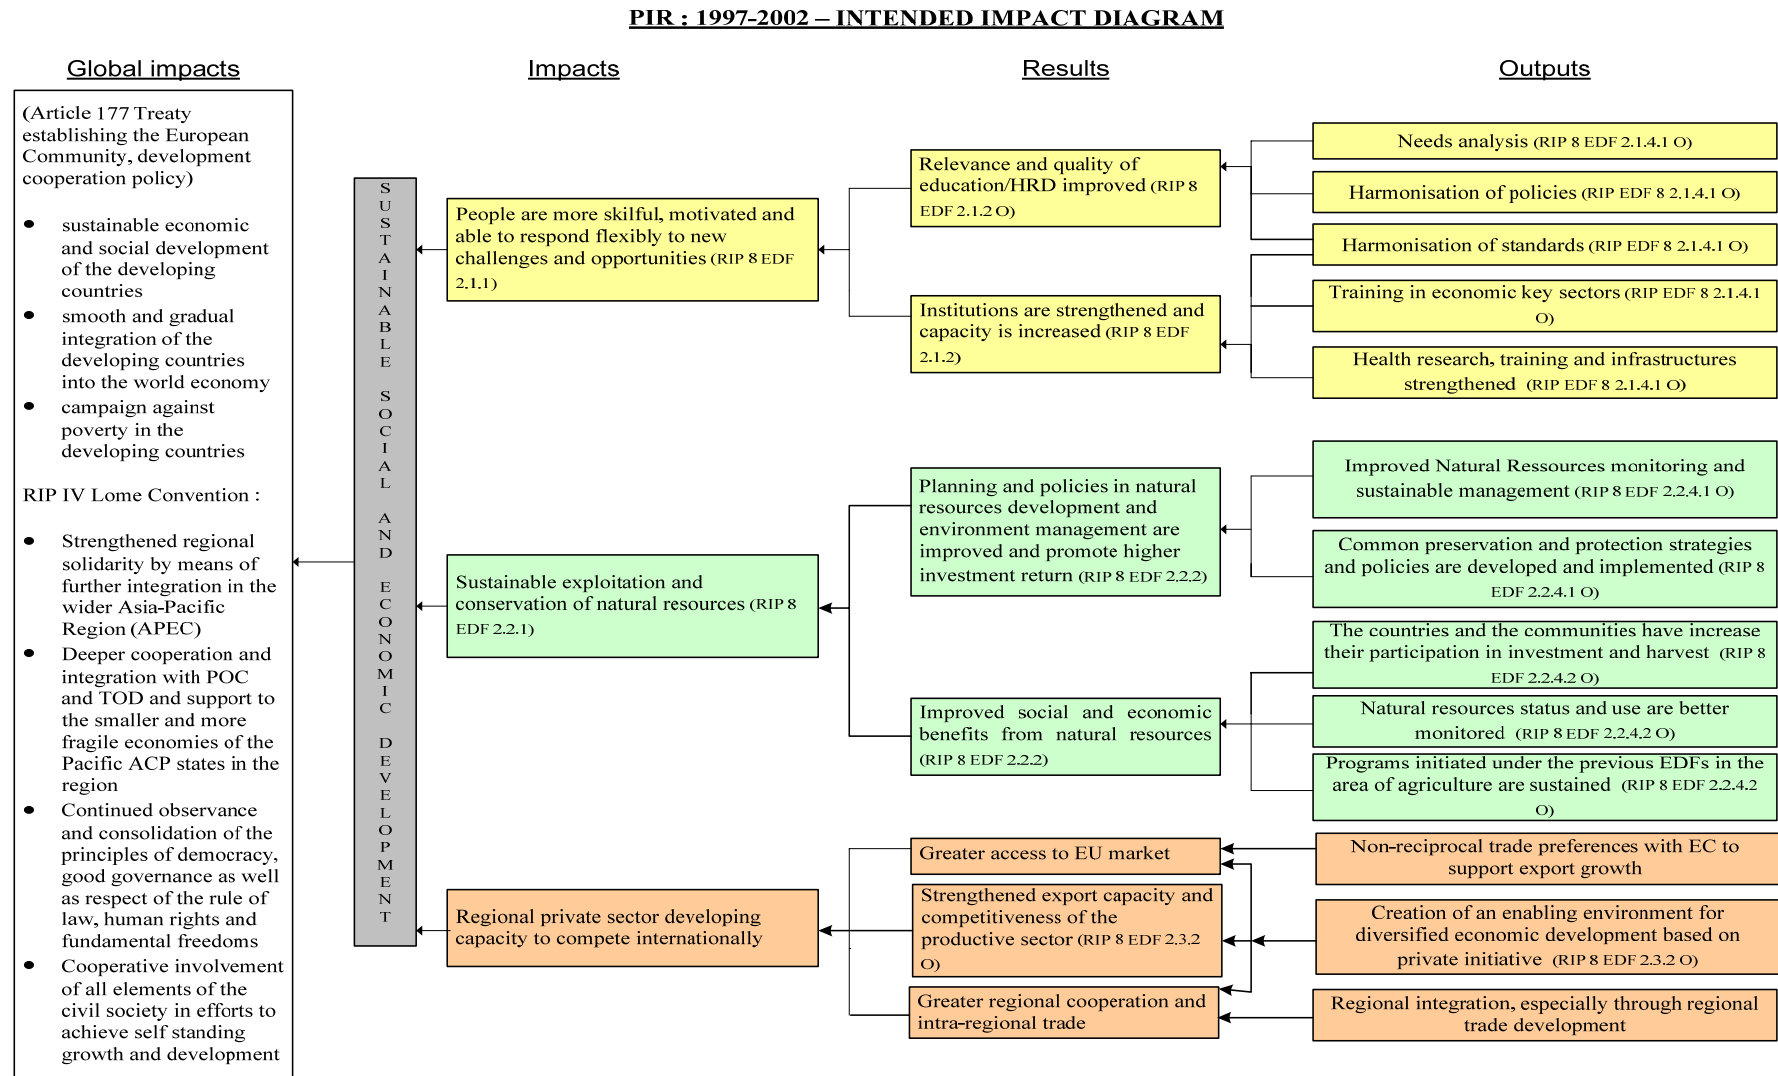 PIR : 1997-2002 – INTENDED IMPACT DIAGRAM
Global impacts
Impacts
Results
Outputs
(Article 177 Treaty
establishing the European
Community, development
cooperation policy)
● sustainable economic
and social development
of the developing
countries
● smooth and gradual
integration of the
developing countries
into the world economy
● campaign against
poverty in the
developing countries
RIP IV Lome Convention :
● Strengthened regional
solidarity by means of
further integration in the
wider Asia-Pacific
Region (APEC)
● Deeper cooperation and
integration with POC
and TOD and support to
the smaller and more
fragile economies of the
Pacific ACP states in the
region
● Continued observance
and consolidation of the
principles of democracy,
good governance as well
as respect of the rule of
law, human rights and
fundamental freedoms
● Cooperative involvement
of all elements of the
civil society in efforts to
achieve self standing
growth and development
SUSTAINABLE SOCIAL AND ECONOMIC DEVELOPMENT
People are more skilful, motivated and
able to respond flexibly to new
challenges and opportunities (RIP 8 EDF
2.1.1)
Sustainable exploitation and
conservation of natural resources (RIP 8
EDF 2.2.1)
Regional private sector developing
capacity to compete internationally
Relevance and quality of
education/HRD improved (RIP 8
EDF 2.1.2 O)
Institutions are strengthened and
capacity is increased (RIP 8 EDF
2.1.2)
Planning and policies in natural
resources development and
environment management are
improved and promote higher
investment return (RIP 8 EDF 2.2.2)
Improved social and economic
benefits from natural resources
(RIP 8 EDF 2.2.2)
Greater access to EU market
Strengthened export capacity and
competitiveness of the
productive sector (RIP 8 EDF 2.3.2
O)
Greater regional cooperation and
intra-regional trade
Needs analysis (RIP 8 EDF 2.1.4.1 O)
Harmonisation of policies (RIP EDF 8 2.1.4.1 O)
Harmonisation of standards (RIP EDF 8 2.1.4.1 O)
Training in economic key sectors (RIP EDF 8 2.1.4.1
O)
Health research, training and infrastructures
strengthened (RIP EDF 8 2.1.4.1 O)
Improved Natural Ressources monitoring and
sustainable management (RIP 8 EDF 2.2.4.1 O)
Common preservation and protection strategies
and policies are developed and implemented (RIP 8
EDF 2.2.4.1 O)
The countries and the communities have increase
their participation in investment and harvest (RIP 8
EDF 2.2.4.2 O)
Natural resources status and use are better
monitored (RIP 8 EDF 2.2.4.2 O)
Programs initiated under the previous EDFs in the
area of agriculture are sustained (RIP 8 EDF 2.2.4.2
O)
Non-reciprocal trade preferences with EC to
support export growth
Creation of an enabling environment for
diversified economic development based on
private initiative (RIP 8 EDF 2.3.2 O)
Regional integration, especially through regional
trade development